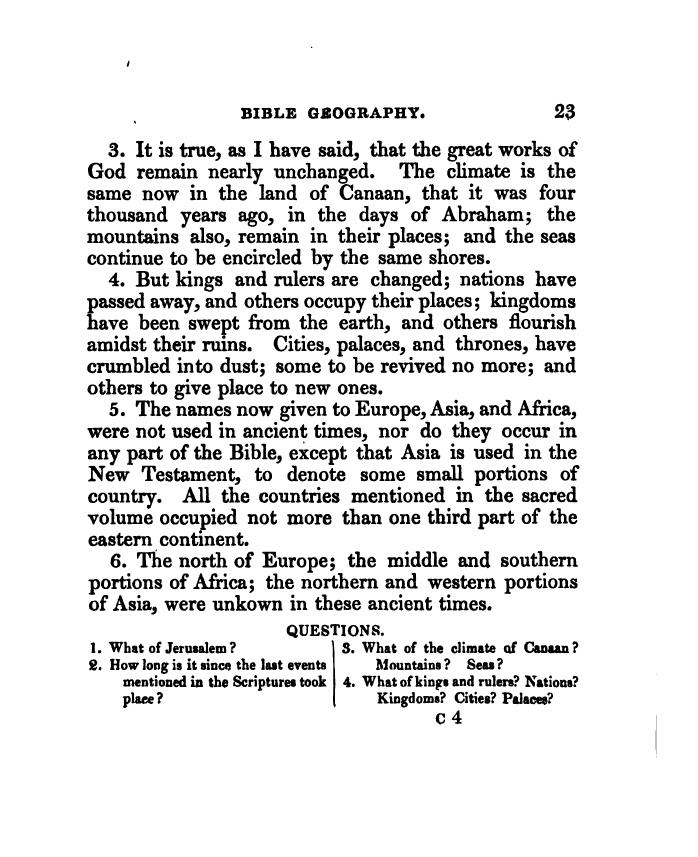 BIBLE GEOGRAPHY. 23
3. It is true, as I have said, that the great works of
God remain nearly unchanged. The climate is the
same now in the land of Canaan, that it was four
thousand years ago, in the days of Abraham; the
mountains also, remain in their places; and the seas
continue to be encircled by the same shores.
4. But kings and rulers are changed; nations have
passed away, and others occupy their places; kingdoms
have been swept from the earth, and others flourish
amidst their ruins. Cities, palaces, and thrones, have
crumbled into dust; some to be revived no more; and
others to give place to new ones.
5. The names now given to Europe, Asia, and Africa,
were not used in ancient times, nor do they occur in
any part of the Bible, except that Asia is used in the
New Testament, to denote some small portions of
country. All the countries mentioned in the sacred
volume occupied not more than one third part of the
eastern continent.
6. The north of Europe; the middle and southern
portions of Africa; the northern and western portions
of Asia, were unkown in these ancient times.
QUESTIONS.
1. What of Jerusalem?
2. How long is it since the last events
mentioned in the Scriptures took
place?
3. What of the climate of Canaan?
Mountains? Seas?
4. What of kings and rulers? Nations?
Kingdoms? Cities? Palaces?
C 4